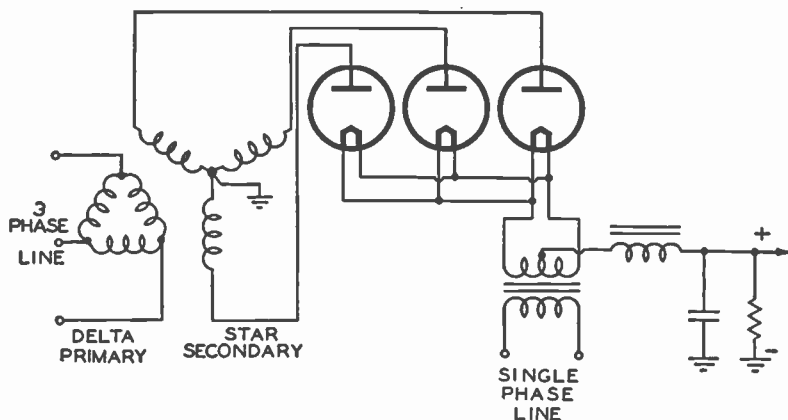 3
PHASE
LINE
DELTA
PRIMARY
STAR
SECONDARY
SINGLE
PHASE
LINE
+
-